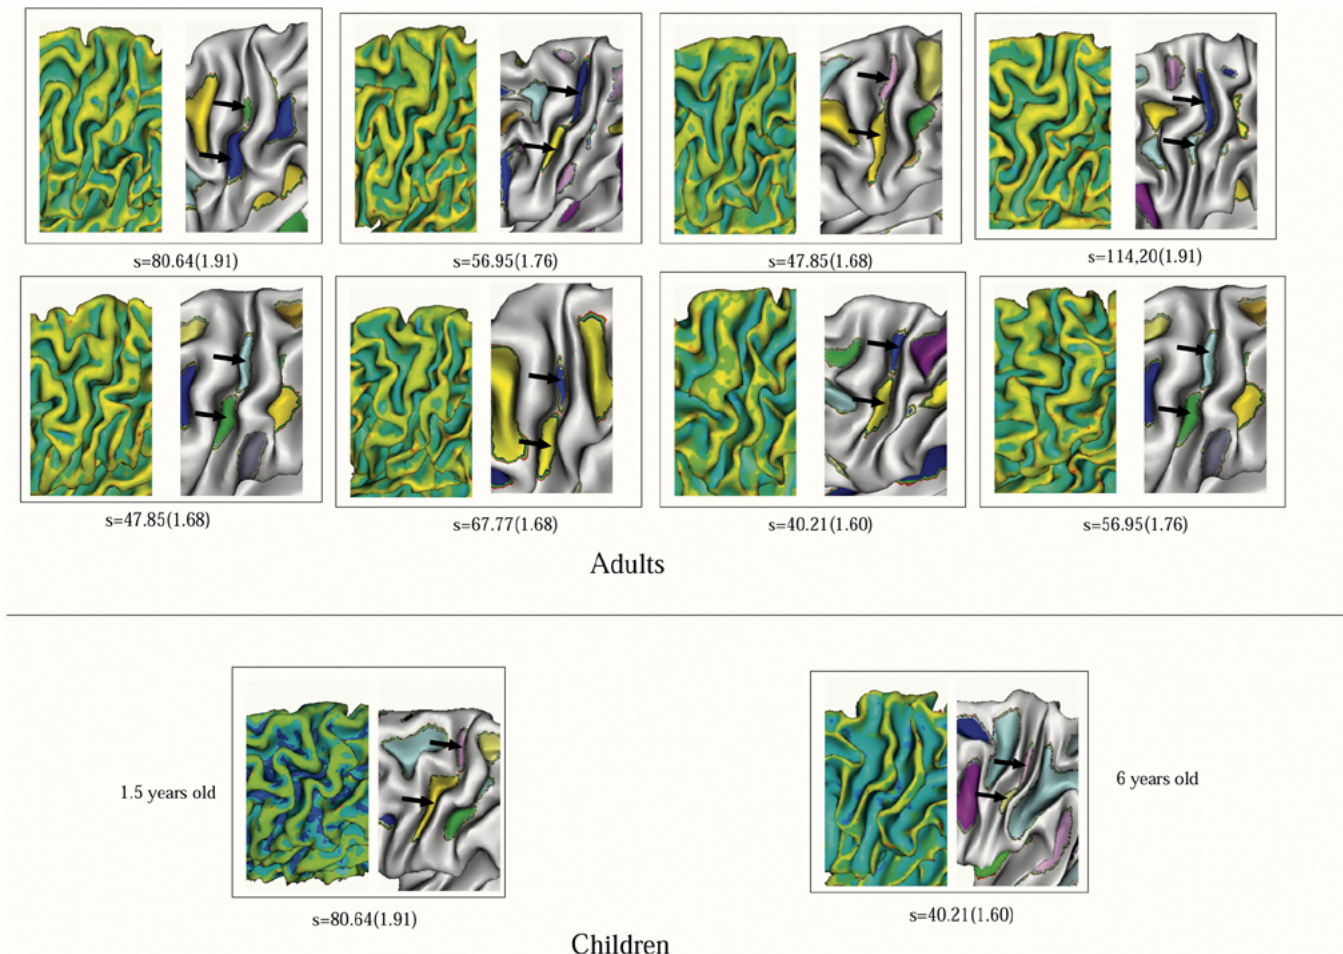 s=80.64(1.91)
s=56.95(1.76)
s=47.85(1.68)
s=114,20(1.91)
s=47.85(1.68)
s=67.77(1.68)
s=40.21(1.60)
s=56.95(1.76)
Adults
1.5 years old
6 years old
s=80.64(1.91)
s=40.21(1.60)
Children